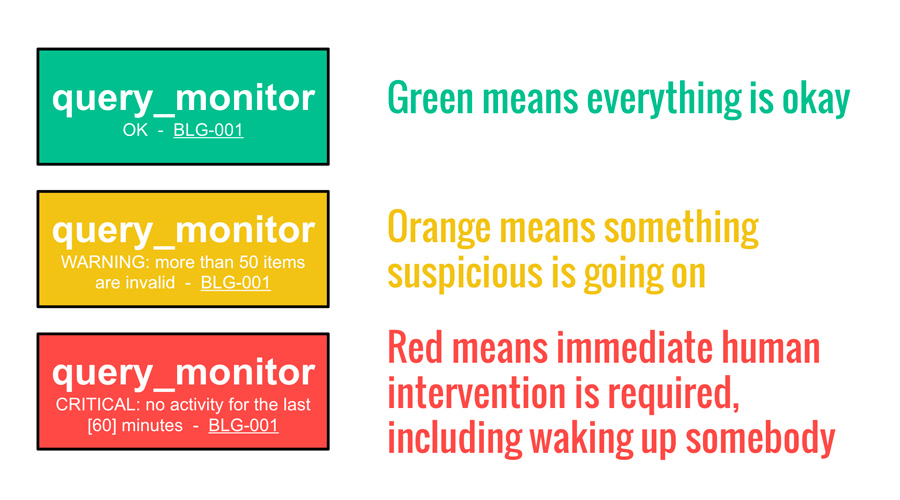 query_monitor
OK - BLG-001
Green means everything is okay
query_monitor
WARNING: more than 50 items
are invalid - BLG-001
Orange means something
suspicious is going on
query_monitor
CRITICAL: no activity for the last
[60] minutes - BLG-001
Red means immediate human
intervention is required,
including waking up somebody